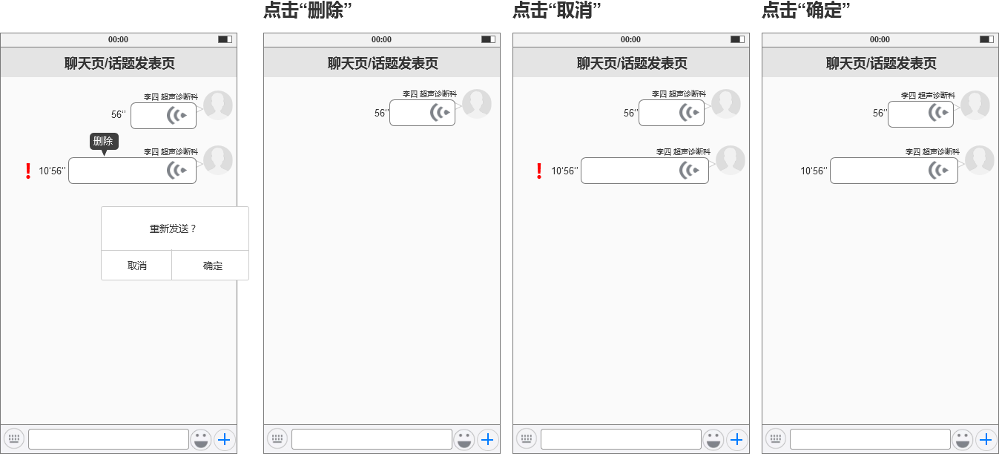 点击“删除”
点击“取消”
点击“确定”
00:00
聊天页/话题发表页
李四 超声诊断科
56‘’
删除
李四 超声诊断科
10‘56‘’
重新发送？
取消
确定
00:00
聊天页/话题发表页
李四 超声诊断科
56‘’
00:00
聊天页/话题发表页
李四 超声诊断科
56‘’
李四 超声诊断科
10‘56‘’
00:00
聊天页/话题发表页
李四 超声诊断科
56‘’
李四 超声诊断科
10‘56‘’